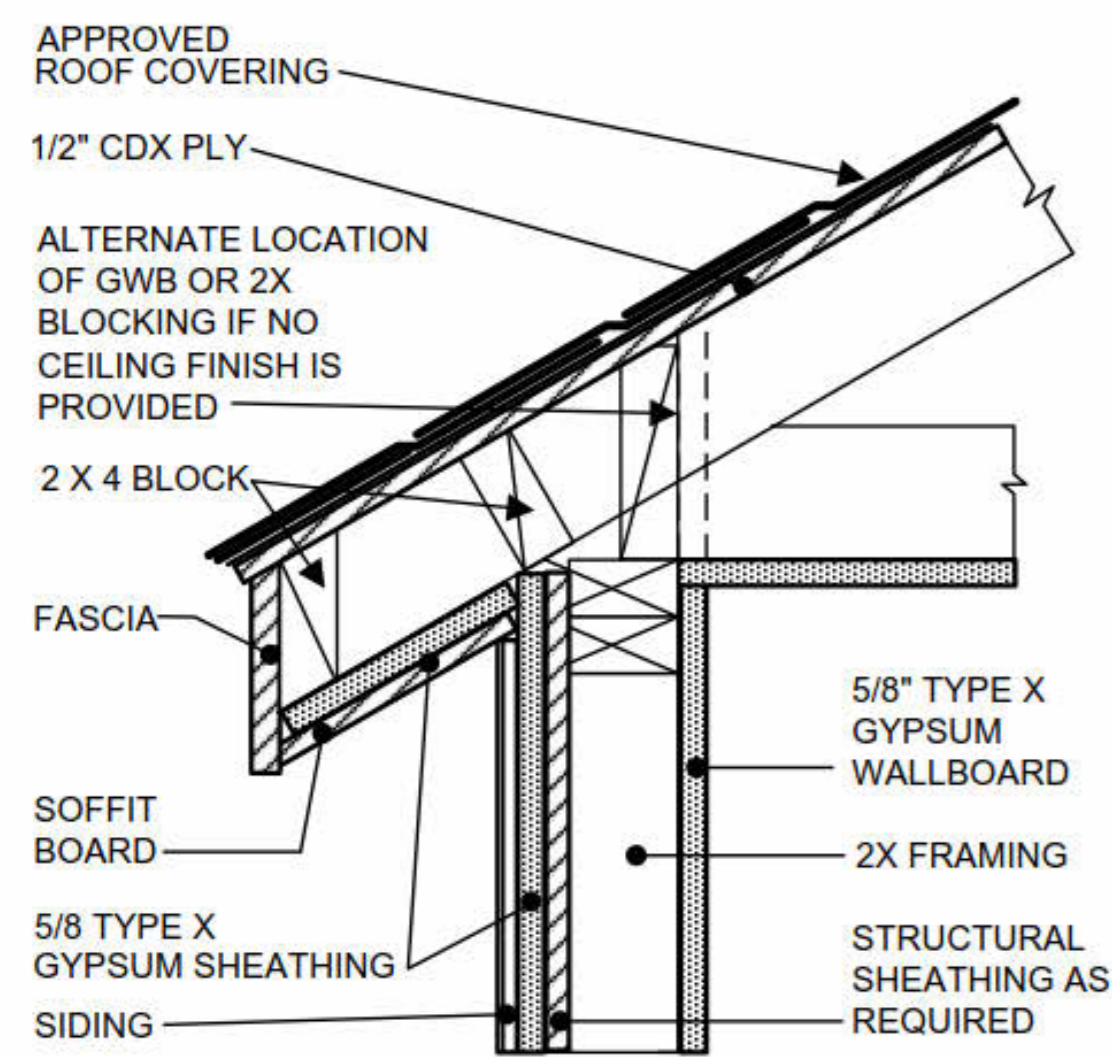 APPROVED
ROOF COVERING
1/2" CDX PLY
ALTERNATE LOCATION
OF GWB OR 2X
BLOCKING IF NO
CEILING FINISH IS
PROVIDED
2 X 4 BLOCK
FASCIA
SOFFIT
BOARD
5/8 TYPE X
GYPSUM SHEATHING
SIDING
5/8" TYPE X
GYPSUM
WALLBOARD
2X FRAMING
STRUCTURAL
SHEATHING AS
REQUIRED